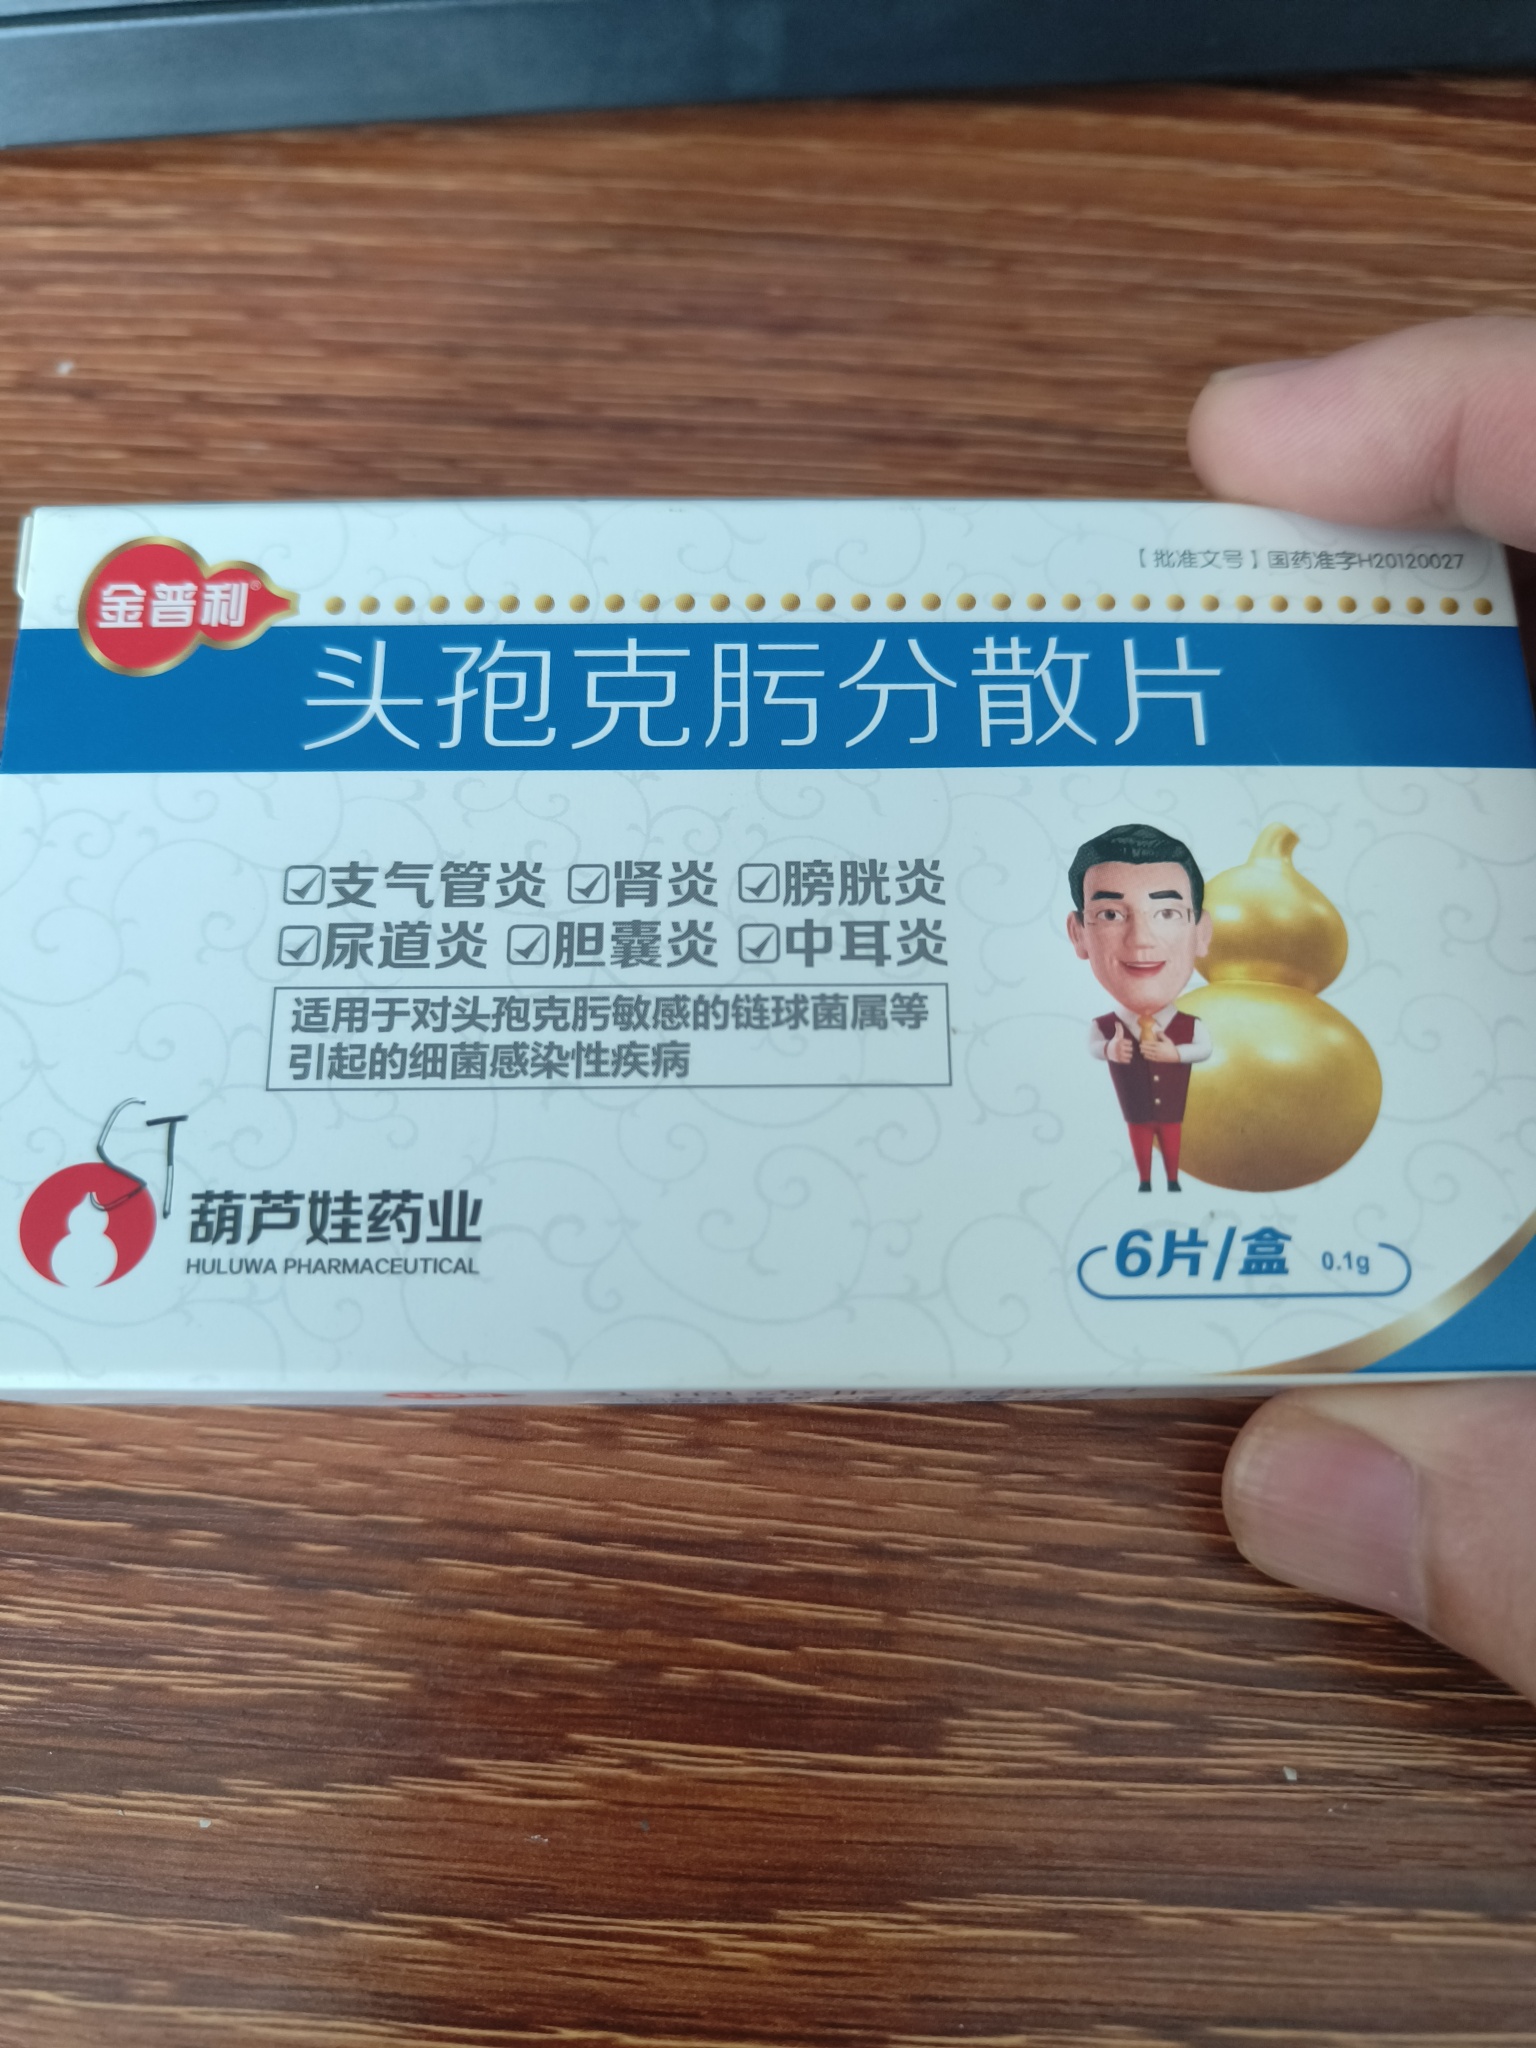 金普利®
【批准文号】国药准字H20120027
头孢克肟分散片
☑支气管炎 ☑肾炎 ☑膀胱炎
☑尿道炎 ☑胆囊炎 ☑中耳炎
适用于对头孢克肟敏感的链球菌属等
引起的细菌感染性疾病
ST
葫芦娃药业
HULUWA PHARMACEUTICAL
6片/盒 0.1g